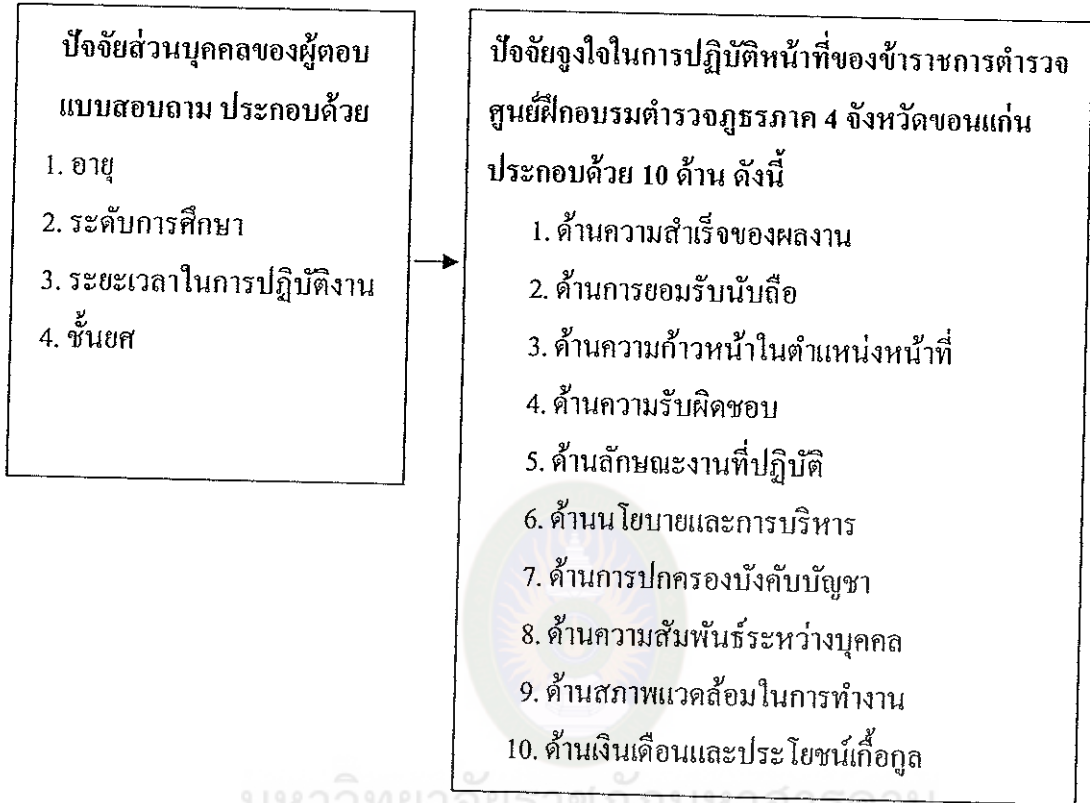 ปัจจัยส่วนบุคคลของผู้ตอบ
แบบสอบถาม ประกอบด้วย
1. อายุ
2. ระดับการศึกษา
3. ระยะเวลาในการปฏิบัติงาน
4. ชั้นยศ
ปัจจัยจูงใจในการปฏิบัติหน้าที่ของข้าราชการตำรวจ
ศูนย์ฝึกอบรมตำรวจภูธรภาค 4 จังหวัดขอนแก่น
ประกอบด้วย 10 ด้าน ดังนี้
1. ด้านความสำเร็จของผลงาน
2. ด้านการยอมรับนับถือ
3. ด้านความก้าวหน้าในตำแหน่งหน้าที่
4. ด้านความรับผิดชอบ
5. ด้านลักษณะงานที่ปฏิบัติ
6. ด้านนโยบายและการบริหาร
7. ด้านการปกครองบังคับบัญชา
8. ด้านความสัมพันธ์ระหว่างบุคคล
9. ด้านสภาพแวดล้อมในการทำงาน
10. ด้านเงินเดือนและประโยชน์เกื้อกูล